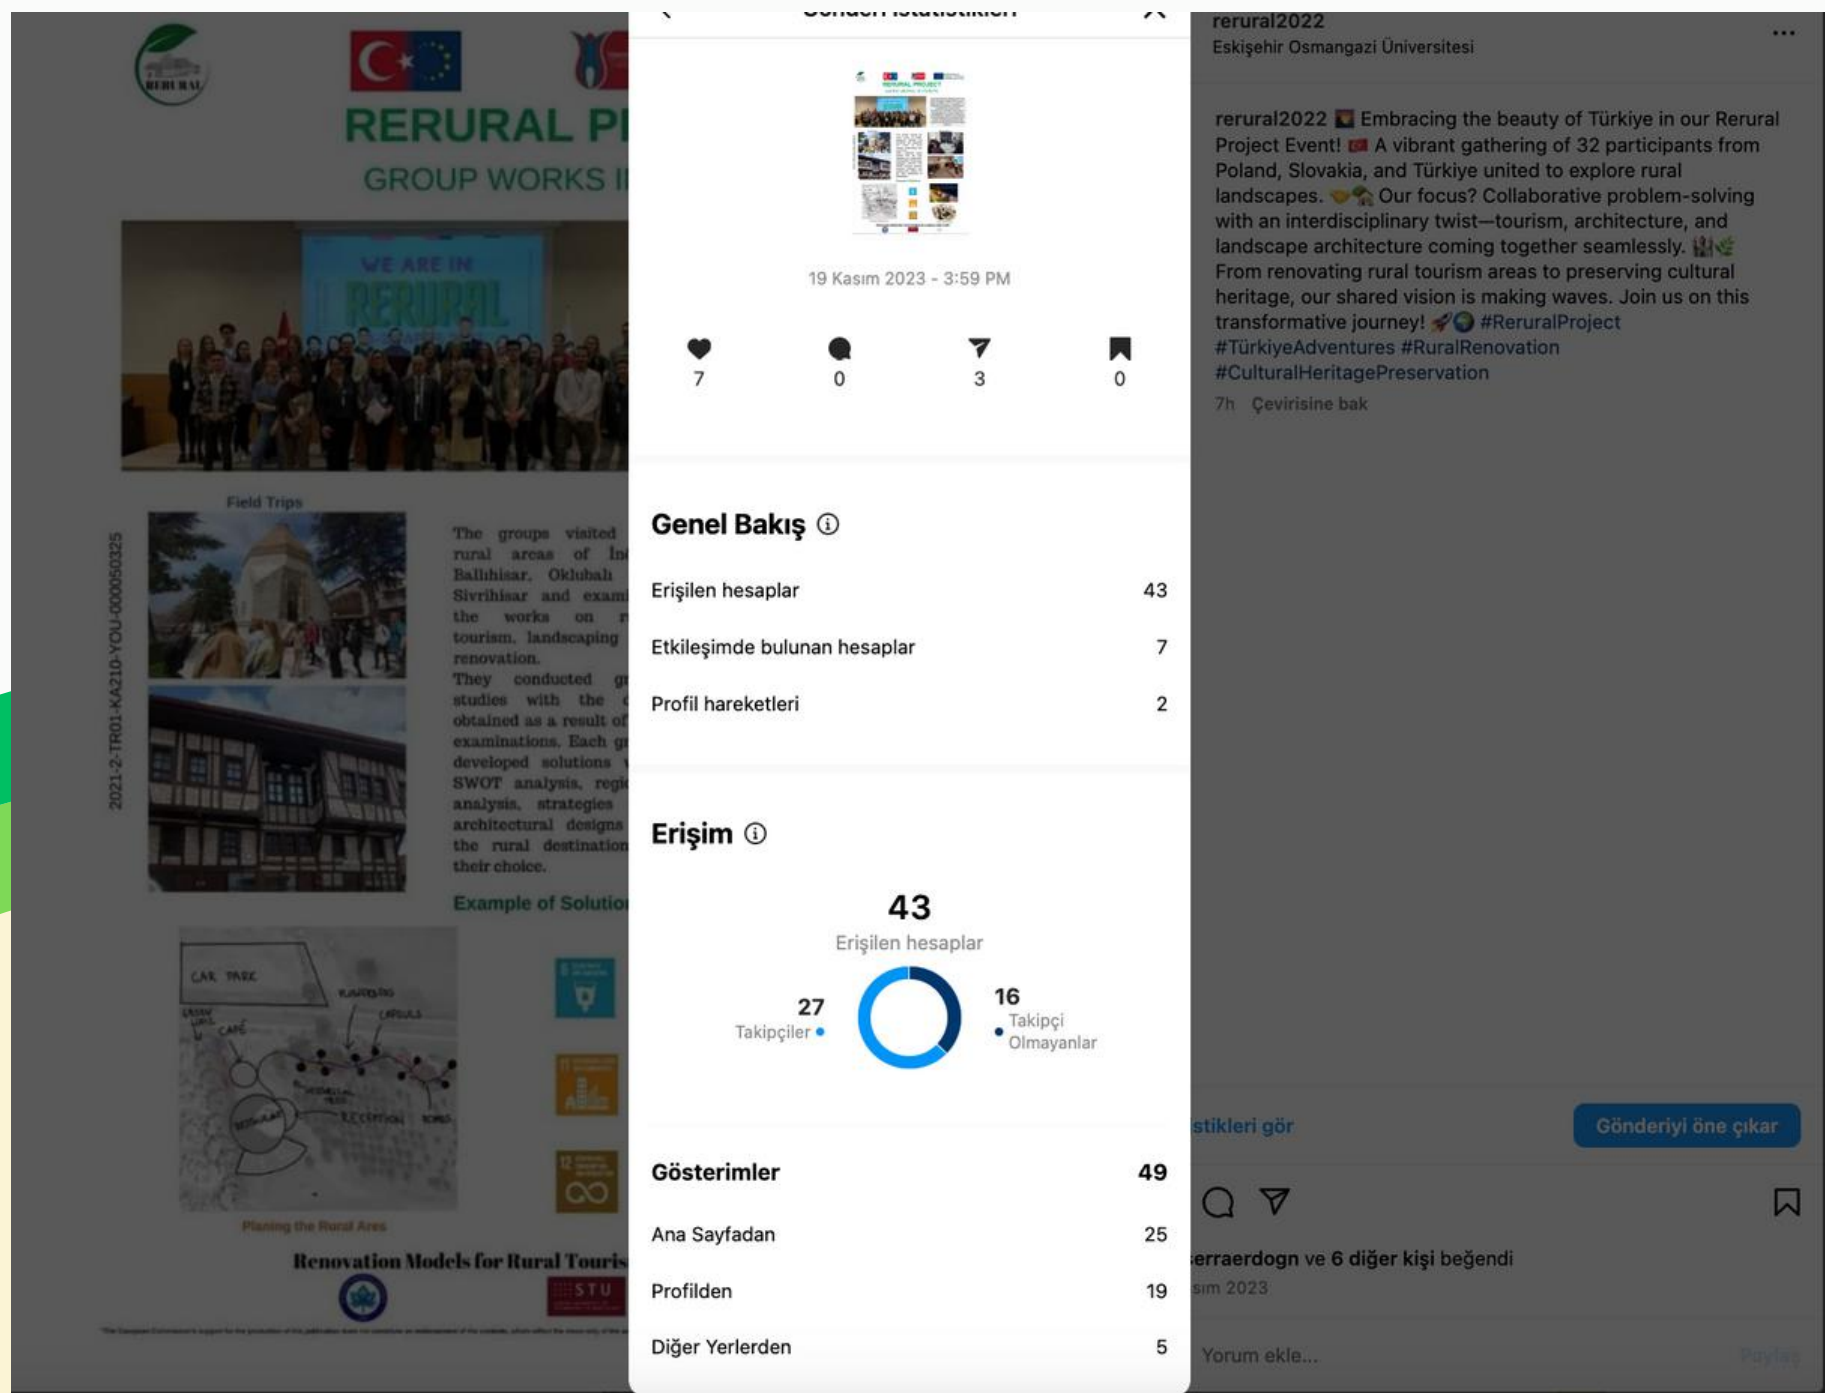 RERURAL
RERURAL
GROUP WORKS
WE ARE IN
RERURAL
Field Trips
2021-2-TR01-KA210-YOU-000050325
The groups visited
rural areas of
Ballıhisar, Oklubalı
Sivrihisar and
the works on
tourism, landscaping
renovation.
They conducted
studies with the
obtained as a result of
examinations. Each
developed solutions
SWOT analysis,
analysis, strategies
architectural designs
the rural destination
their choice.
Example of
CAR PARK
CAFE
RECEPTION
Planing the Rural Ares
Renovation Models for Rural
STU
Gönderi İstatistikleri
RERURAL PROJECT
19 Kasım 2023 - 3:59 PM
7 0 3 0
Genel Bakış
Erişilen hesaplar 43
Etkileşimde bulunan hesaplar 7
Profil hareketleri 2
Erişim
43
Erişilen hesaplar
27
Takipçiler
16
Takipçi
Olmayanlar
Gösterimler 49
Ana Sayfadan 25
Profilden 19
Diğer Yerlerden 5
rerural2022
Eskişehir Osmangazi Üniversitesi
rerural2022 🌄 Embracing the beauty of Türkiye in our Rerural
Project Event! 🇹🇷 A vibrant gathering of 32 participants from
Poland, Slovakia, and Türkiye united to explore rural
landscapes. 🤝🏡 Our focus? Collaborative problem-solving
with an interdisciplinary twist—tourism, architecture, and
landscape architecture coming together seamlessly. 🏰🌿
From renovating rural tourism areas to preserving cultural
heritage, our shared vision is making waves. Join us on this
transformative journey! 🚀🌍 #ReruralProject
#TürkiyeAdventures #RuralRenovation
#CulturalHeritagePreservation
7h Çevirisine bak
stikleri gör
Gönderiyi öne çıkar
erraerdogn ve 6 diğer kişi beğendi
sım 2023
Yorum ekle...
Paylaş